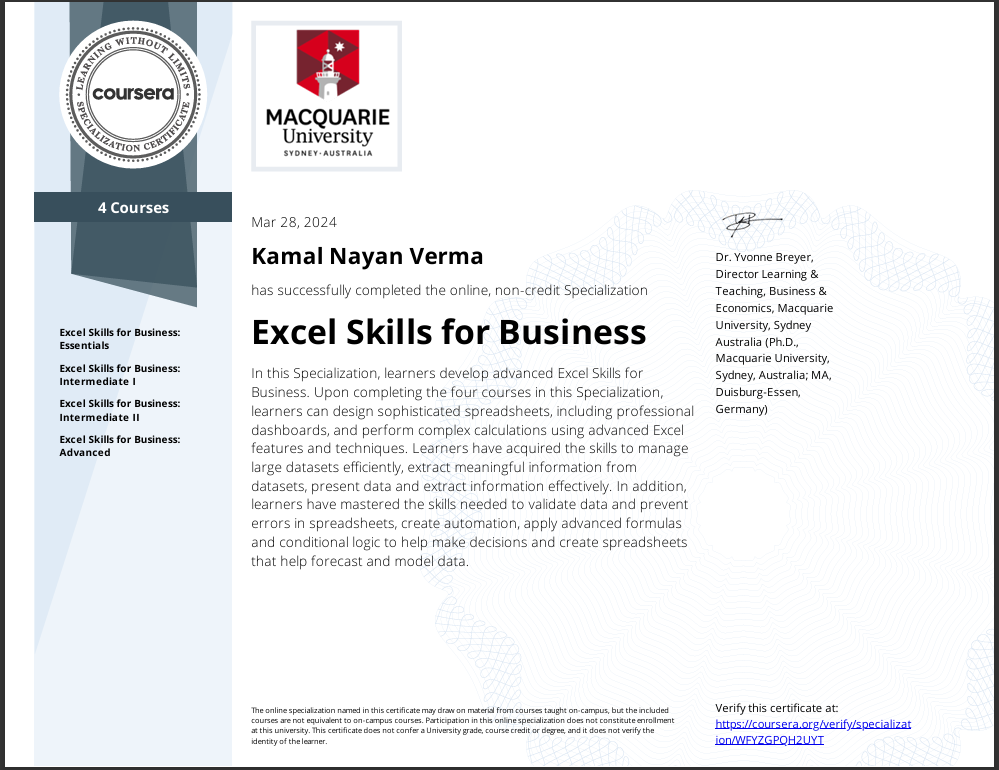 LEARNING WITHOUT LIMITS
coursera
SPECIALIZATION CERTIFICATE
MACQUARIE
University
SYDNEY·AUSTRALIA
4 Courses
Excel Skills for Business:
Essentials
Excel Skills for Business:
Intermediate I
Excel Skills for Business:
Intermediate II
Excel Skills for Business:
Advanced
Mar 28, 2024
Kamal Nayan Verma
has successfully completed the online, non-credit Specialization
Excel Skills for Business
In this Specialization, learners develop advanced Excel Skills for
Business. Upon completing the four courses in this Specialization,
learners can design sophisticated spreadsheets, including professional
dashboards, and perform complex calculations using advanced Excel
features and techniques. Learners have acquired the skills to manage
large datasets efficiently, extract meaningful information from
datasets, present data and extract information effectively. In addition,
learners have mastered the skills needed to validate data and prevent
errors in spreadsheets, create automation, apply advanced formulas
and conditional logic to help make decisions and create spreadsheets
that help forecast and model data.
Dr. Yvonne Breyer,
Director Learning &
Teaching, Business &
Economics, Macquarie
University, Sydney
Australia (Ph.D.,
Macquarie University,
Sydney, Australia; MA,
Duisburg-Essen,
Germany)
The online specialization named in this certificate may draw on material from courses taught on-campus, but the included
courses are not equivalent to on-campus courses. Participation in this online specialization does not constitute enrollment
at this university. This certificate does not confer a University grade, course credit or degree, and it does not verify the
identity of the learner.
Verify this certificate at:
https://coursera.org/verify/specializat
ion/WFYZGPQH2UYT